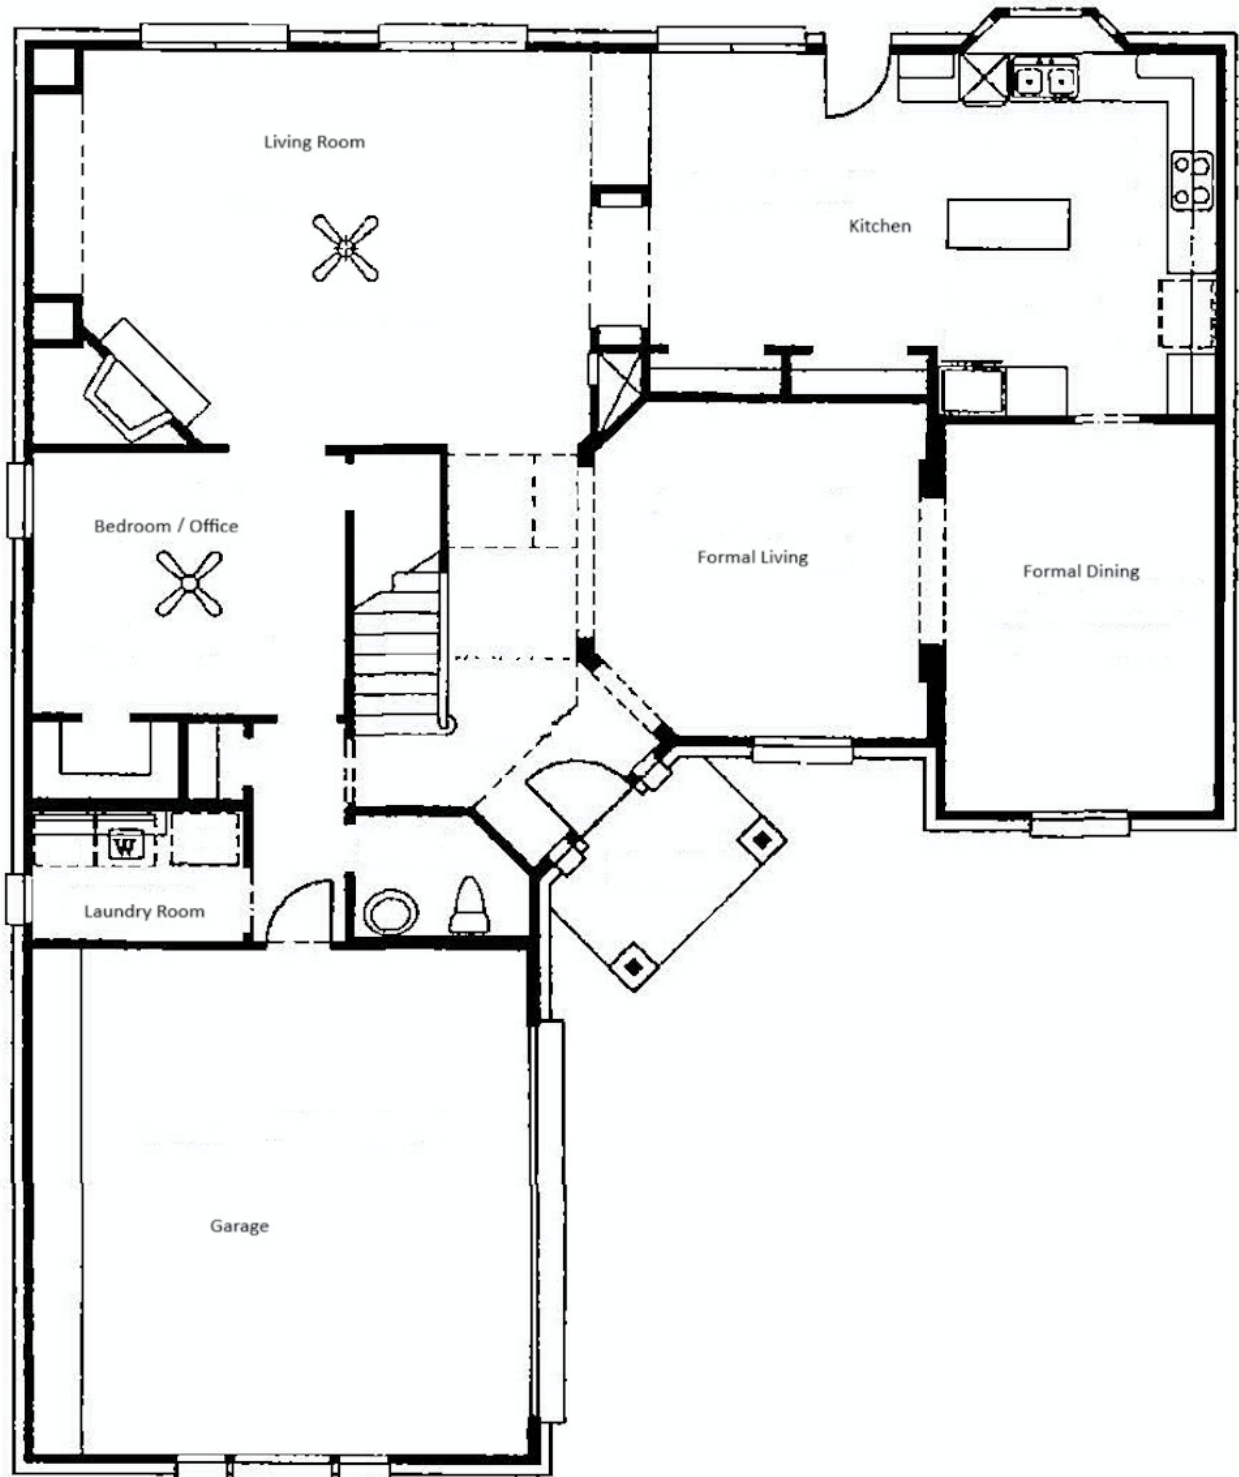 Living Room
Kitchen
Bedroom / Office
Formal Living
Formal Dining
W
Laundry Room
Garage